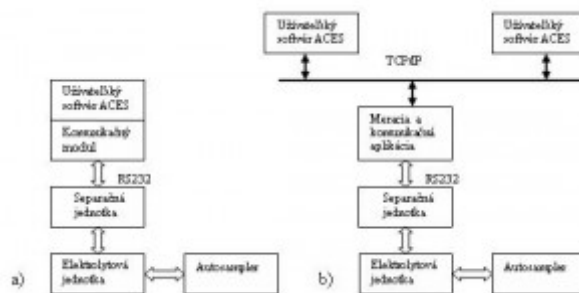 Užívateľský
softvér ACES
Komunikačný
modul
RS232
Separačná
jednotka
Elektrolytová
jednotka
Autosampler
a)
Užívateľský
softvér ACES
Užívateľský
softvér ACES
TCP/IP
Meracia a
komunikačná
aplikácia
RS232
Separačná
jednotka
Elektrolytová
jednotka
Autosampler
b)